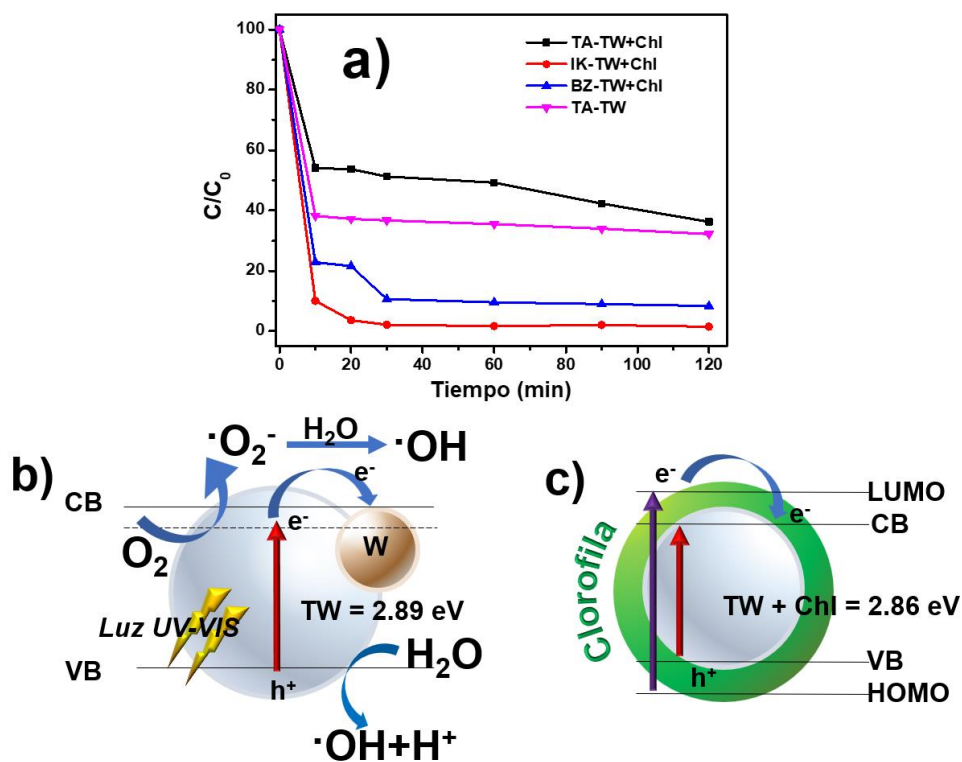 a)
TA-TW+Chl
IK-TW+Chl
BZ-TW+Chl
TA-TW
100
80
60
40
20
0
C/C₀
0 20 40 60 80 100 120
Tiempo (min)
b)
·O₂⁻ H₂O ·OH
e⁻
CB
e⁻
O₂
W
Luz UV-VIS
TW = 2.89 eV
VB
H₂O
h⁺
·OH+H⁺
c)
e⁻
LUMO
e⁻
CB
Clorofila
TW + Chl = 2.86 eV
VB
h⁺
HOMO